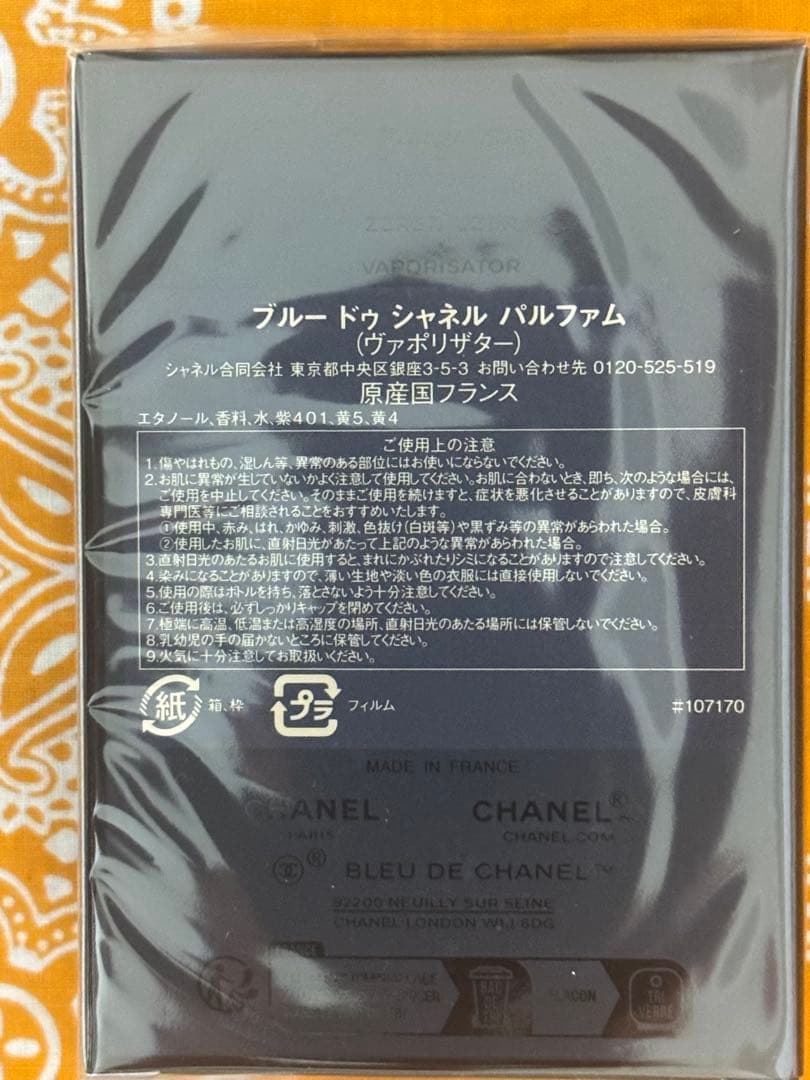 VAPORISATOR
ブルー ドゥ シャネル パルファム
(ヴァポリザター)
シャネル合同会社 東京都中央区銀座3-5-3 お問い合わせ先 0120-525-519
原産国フランス
エタノール、香料、水、紫401、黄5、黄4
ご使用上の注意
1. 傷やはれもの、湿しん等、異常のある部位にはお使いにならないでください。
2. お肌に異常が生じていないかよく注意して使用してください。お肌に合わないとき、即ち、次のような場合には、
ご使用を中止してください。そのままご使用を続けますと、症状を悪化させることがありますので、皮膚科
専門医等にご相談されることをおすすめいたします。
①使用中、赤み、はれ、かゆみ、刺激、色抜け(白斑等)や黒ずみ等の異常があらわれた場合。
②使用したお肌に、直射日光があたって上記のような異常があらわれた場合。
3. 直射日光のあたるお肌に使用すると、まれにかぶれたりシミになることがありますので注意してください。
4. 染みになることがありますので、薄い生地や淡い色の衣服には直接使用しないでください。
5. 使用の際はボトルを持ち、落とさないよう十分注意してください。
6. ご使用後は、必ずしっかりキャップを閉めてください。
7. 極端に高温、低温または高湿度の場所、直射日光のあたる場所には保管しないでください。
8. 乳幼児の手の届かないところに保管してください。
9. 火気に十分注意してお取扱いください。
紙 箱、枠 プラ フィルム #107170
MADE IN FRANCE
CHANEL CHANEL®
PARIS CHANEL.COM
® BLEU DE CHANEL™
92200 NEUILLY SUR SEINE
CHANEL LONDON W1J 6DG
FRANCE
BAC
TRI
VERRE